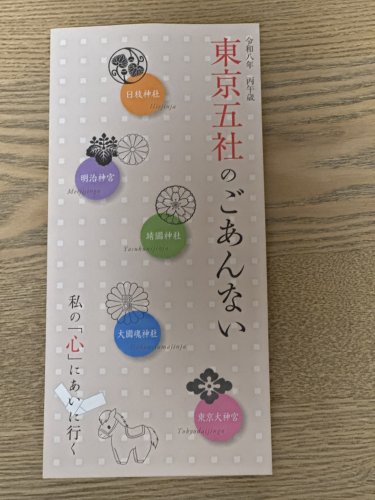 令和八年 丙午歳
東京五社のごあんない
日枝神社
Hiejinja
明治神宮
Meijijingu
靖國神社
Yasukunijinja
大國魂神社
Ookunitamajinja
東京大神宮
Tokyodaijingu
私の「心」にあいに行く